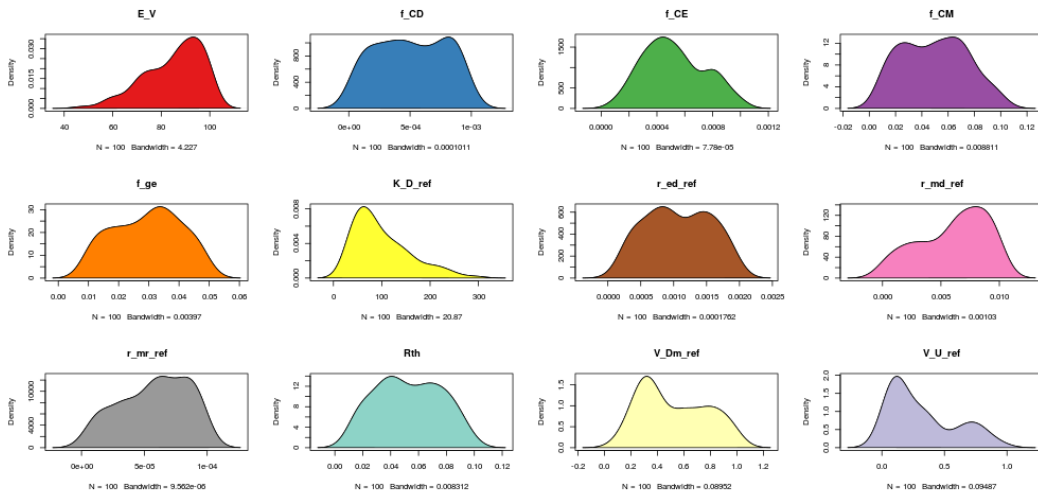 E_V f_CD f_CE f_CM
Density Density Density Density
0.000 0.015 0.030 0 400 800 0 500 1500 0 4 8 12
40 60 80 100 0e+00 5e-04 1e-03 0.0000 0.0004 0.0008 0.0012 -0.02 0.00 0.02 0.04 0.06 0.08 0.10 0.12
N = 100 Bandwidth = 4.227 N = 100 Bandwidth = 0.0001011 N = 100 Bandwidth = 7.78e-05 N = 100 Bandwidth = 0.008811
f_ge K_D_ref r_ed_ref r_md_ref
Density Density Density Density
0 10 20 30 0.000 0.004 0.008 0 200 400 600 0 40 80 120
0.00 0.01 0.02 0.03 0.04 0.05 0.06 0 100 200 300 0.0000 0.0005 0.0010 0.0015 0.0020 0.0025 0.000 0.005 0.010
N = 100 Bandwidth = 0.00397 N = 100 Bandwidth = 20.87 N = 100 Bandwidth = 0.0001762 N = 100 Bandwidth = 0.00103
r_mr_ref Rth V_Dm_ref V_U_ref
Density Density Density Density
0 4000 10000 0 4 8 12 0.0 0.5 1.0 1.5 0.0 0.5 1.0 1.5 2.0
0e+00 5e-05 1e-04 0.00 0.02 0.04 0.06 0.08 0.10 0.12 -0.2 0.0 0.2 0.4 0.6 0.8 1.0 1.2 0.0 0.5 1.0
N = 100 Bandwidth = 9.562e-06 N = 100 Bandwidth = 0.008312 N = 100 Bandwidth = 0.08952 N = 100 Bandwidth = 0.09487